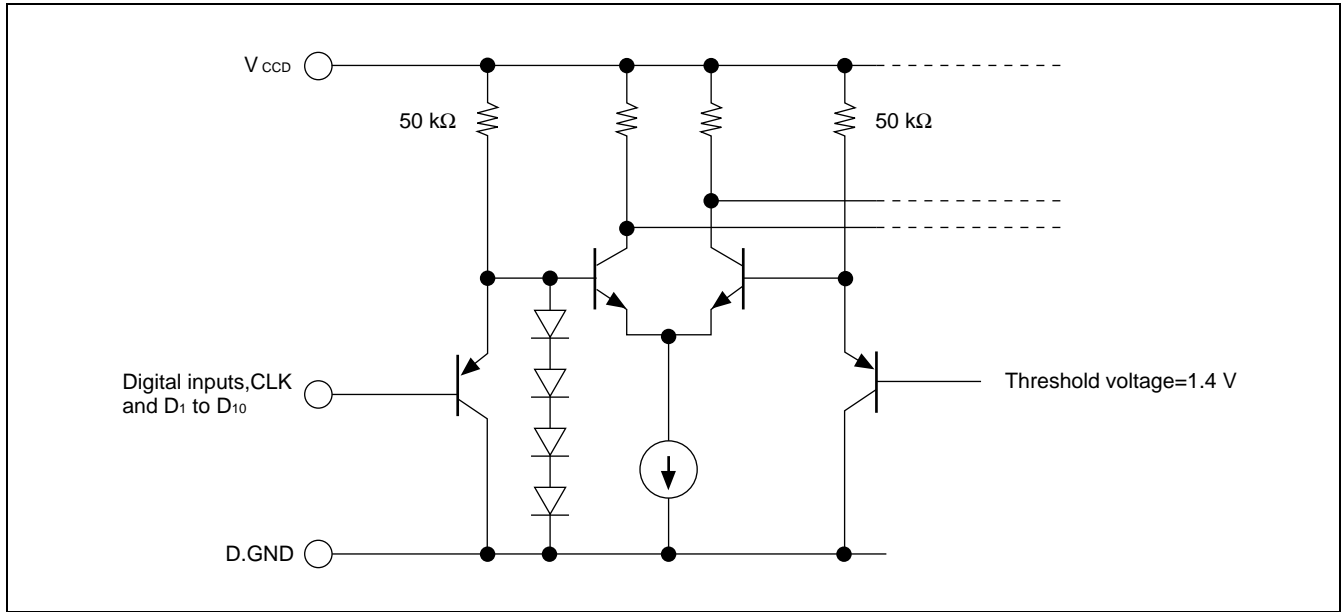 V CCD
50 kΩ
50 kΩ
Digital inputs,CLK
and D1 to D10
Threshold voltage=1.4 V
D.GND